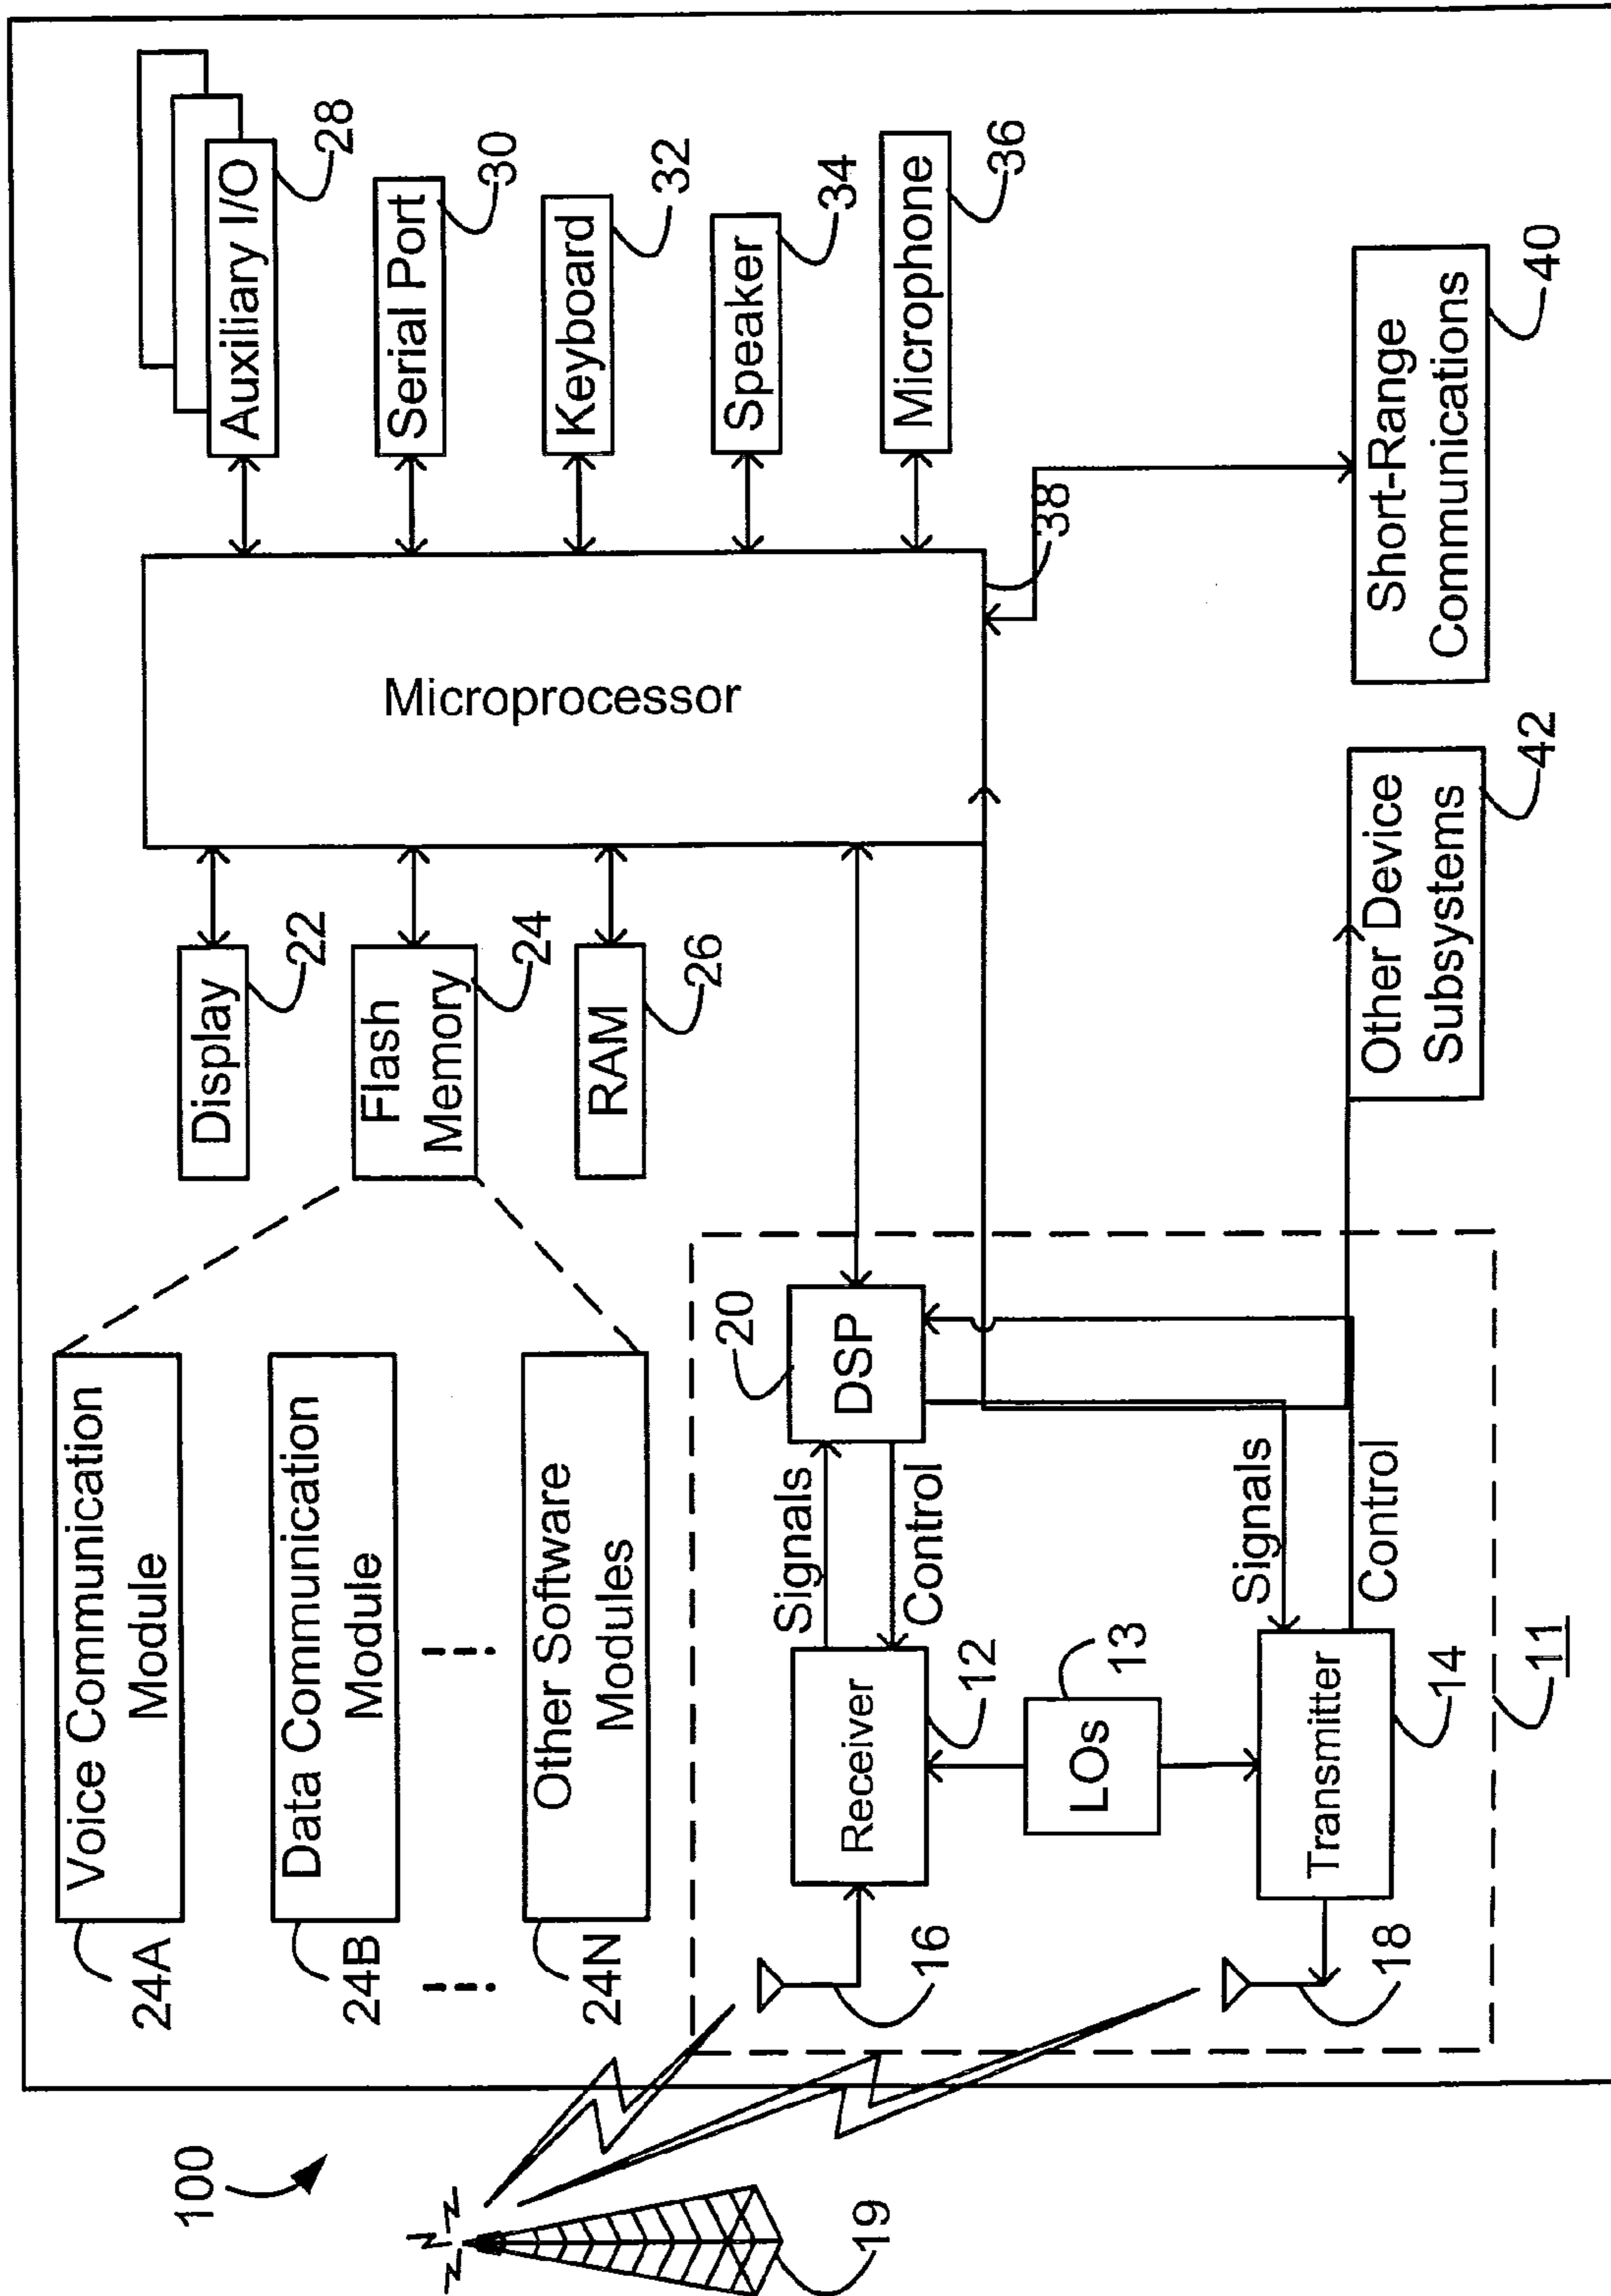 100
19
24A
Voice Communication
Module
24B
Data Communication
Module
24N
Other Software
Modules
Display
22
Flash
Memory
24
RAM
26
Microprocessor
38
Auxiliary I/O
28
Serial Port
30
Keyboard
32
Speaker
34
Microphone
36
Short-Range
Communications
40
Other Device
Subsystems
42
16
Receiver
12
Signals
Control
DSP
20
LOs
13
18
Transmitter
14
Signals
Control
11